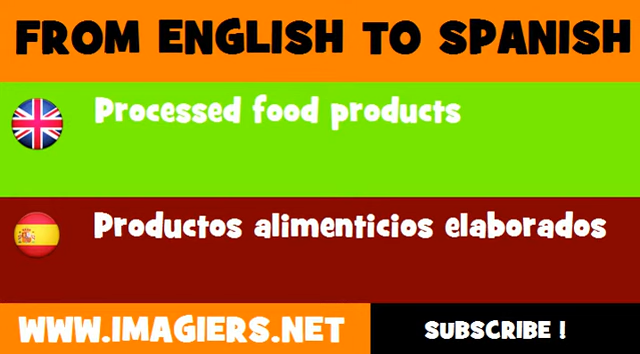 FROM ENGLISH TO SPANISH
Processed food products
Productos alimenticios elaborados
WWW.IMAGIERS.NET
SUBSCRIBE !